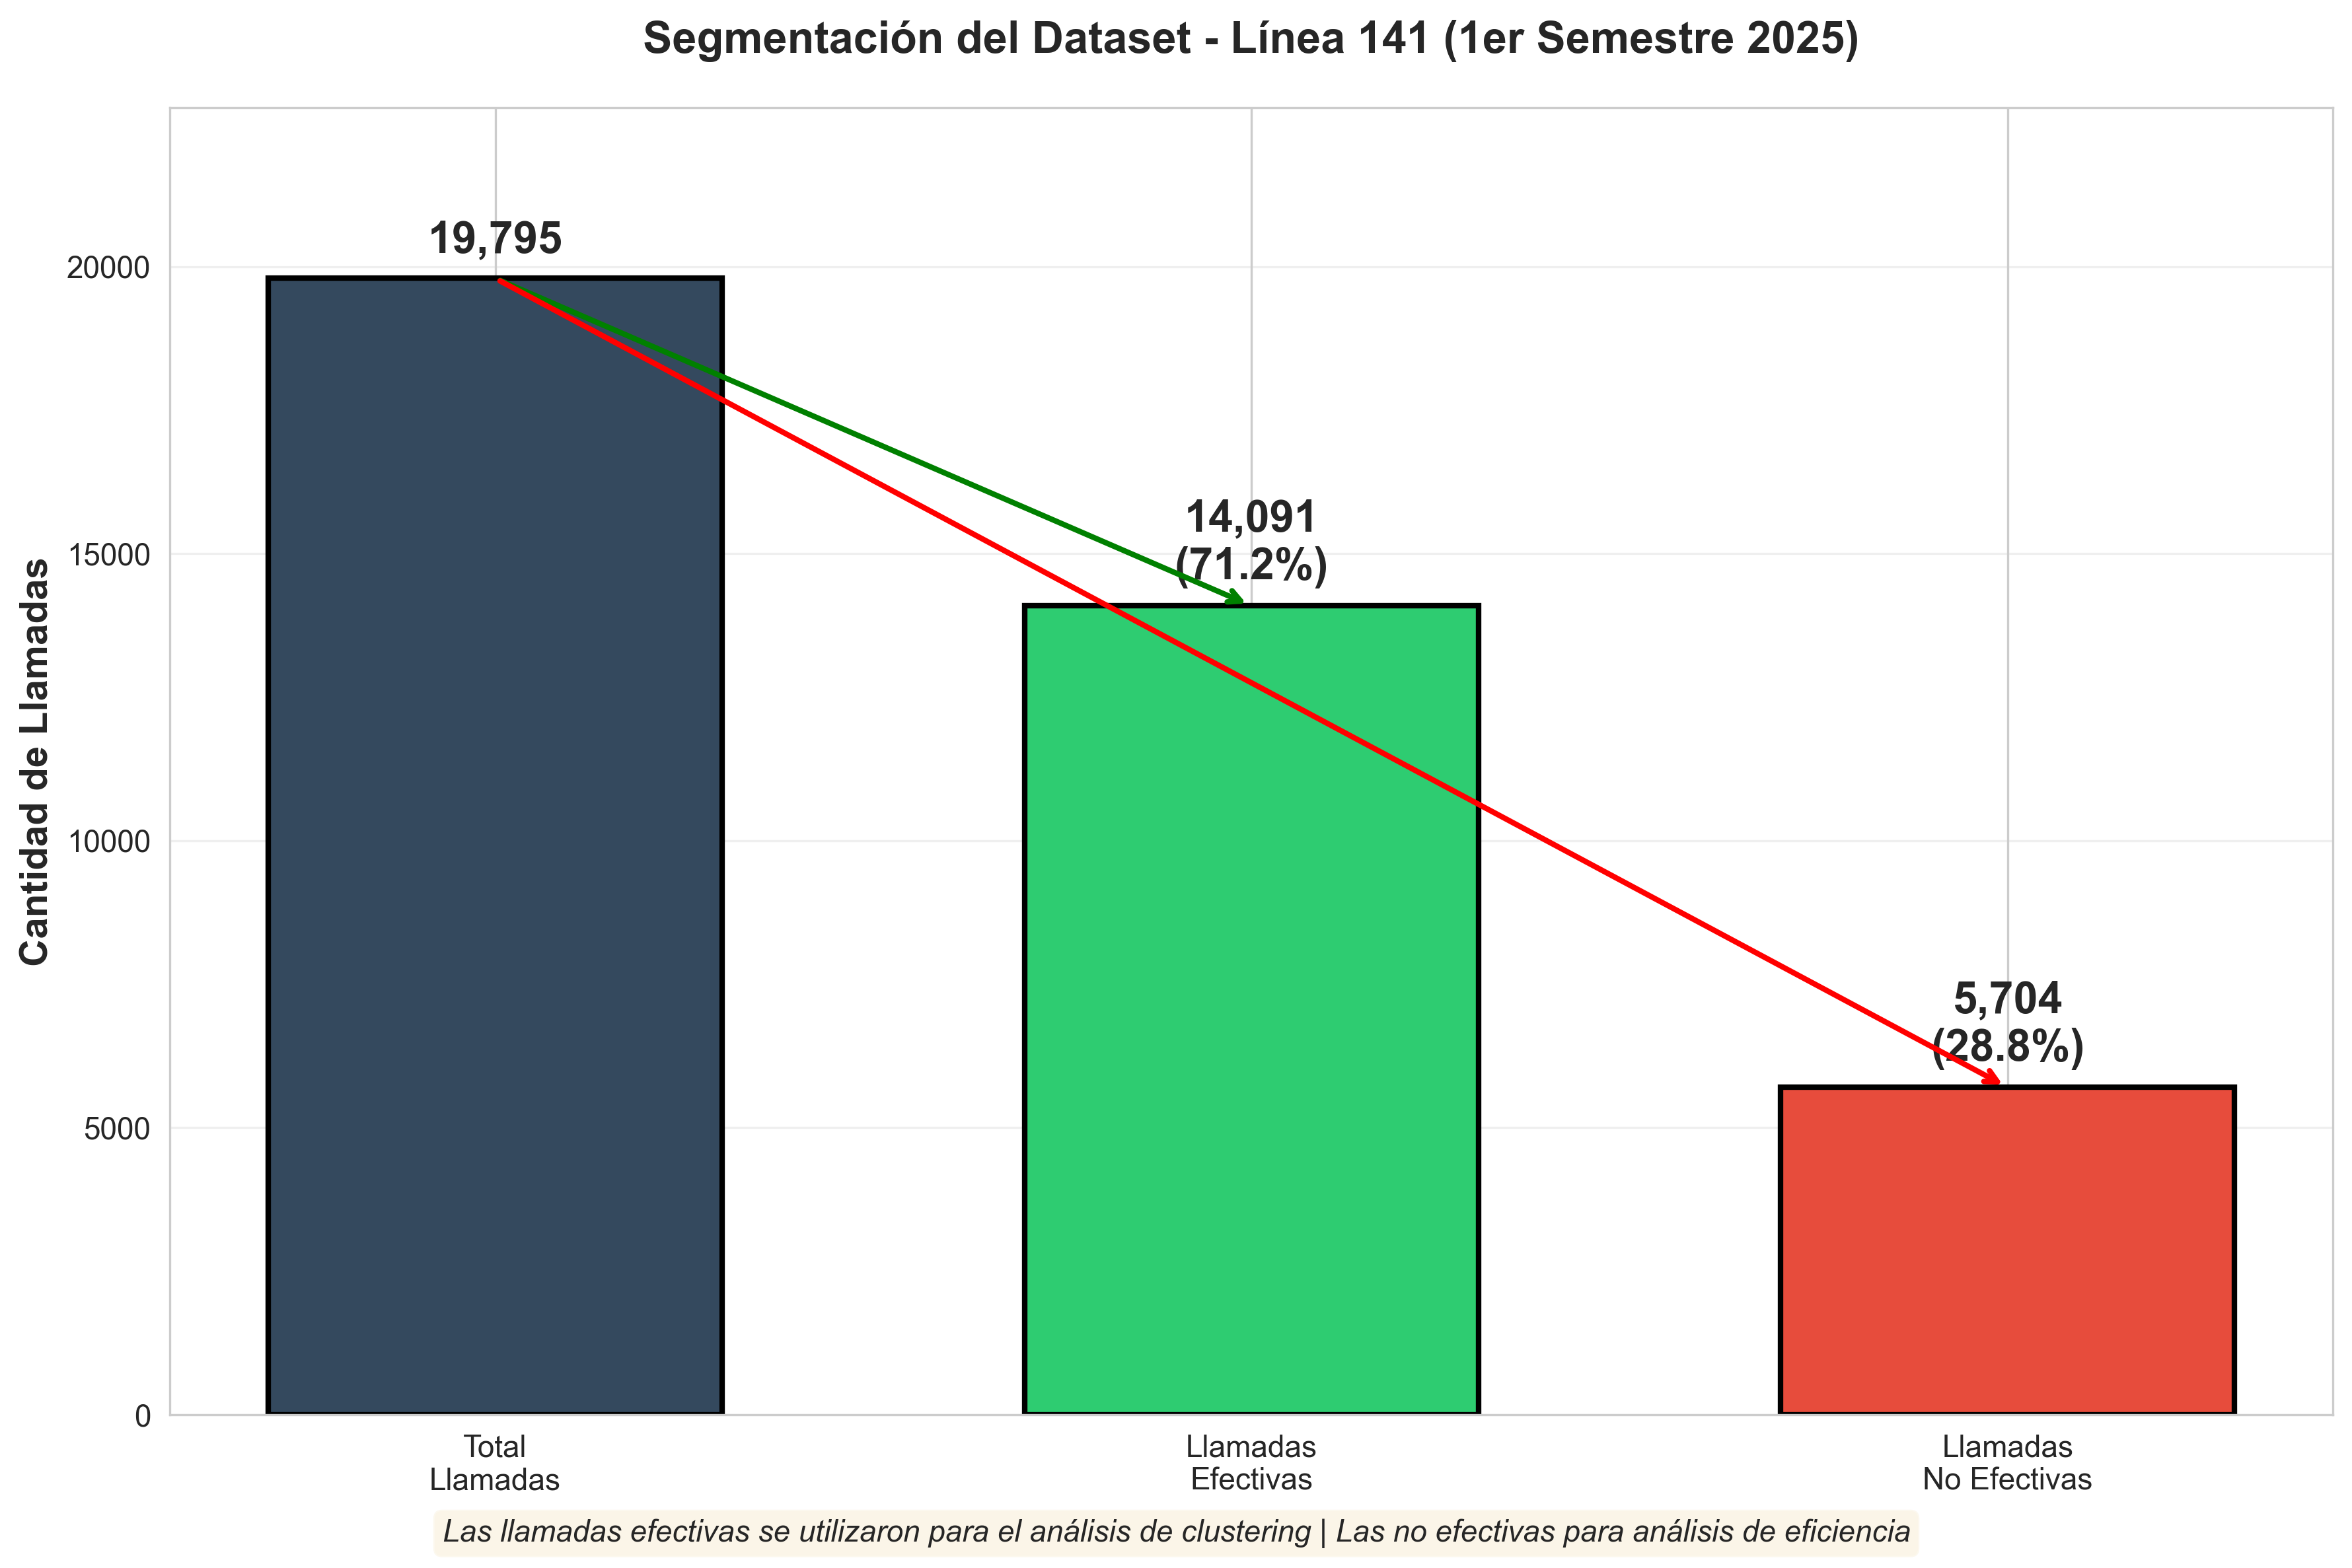 Segmentación del Dataset - Línea 141 (1er Semestre 2025)
Cantidad de Llamadas
20000
15000
10000
5000
0
19,795
14,091
(71.2%)
5,704
(28.8%)
Total
Llamadas
Llamadas
Efectivas
Llamadas
No Efectivas
Las llamadas efectivas se utilizaron para el análisis de clustering | Las no efectivas para análisis de eficiencia